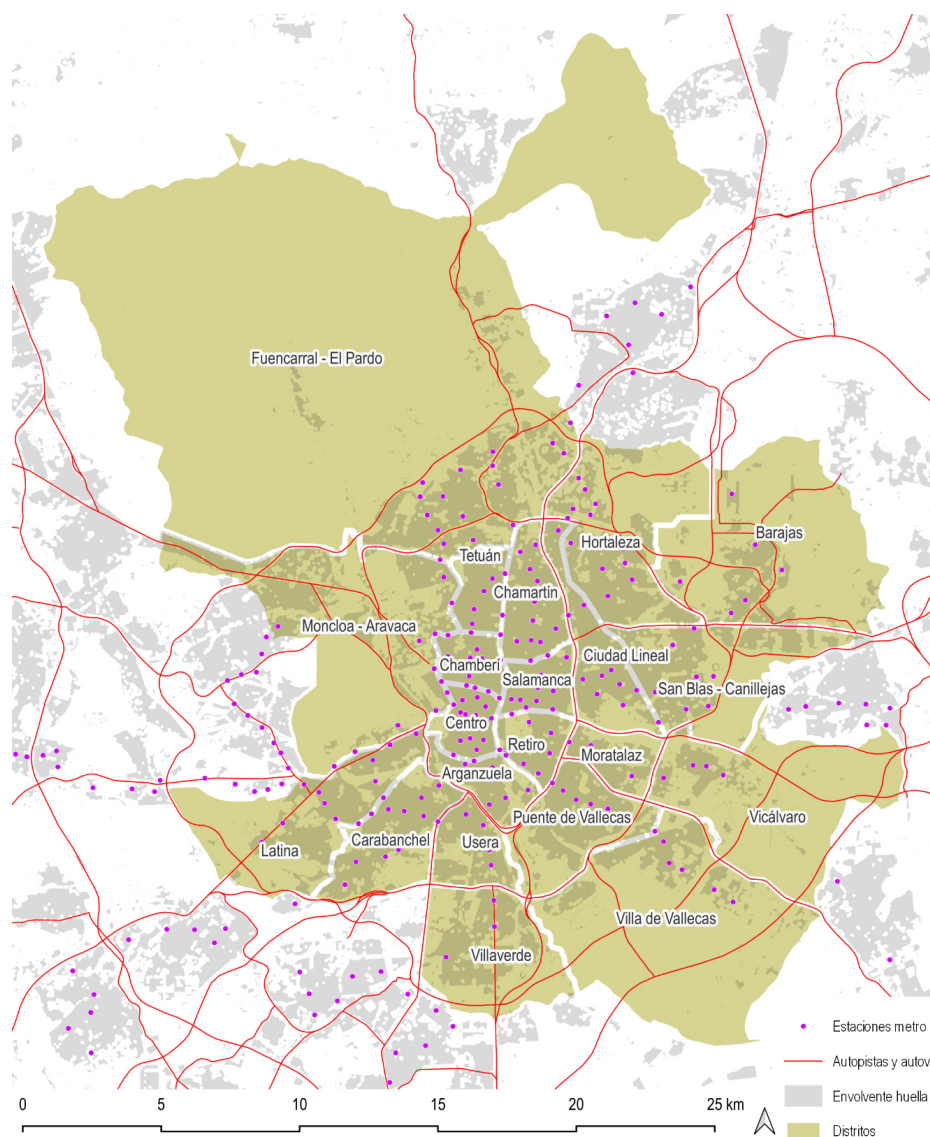 Fuencarral - El Pardo
Barajas
Hortaleza
Tetuán
Chamartín
Moncloa - Aravaca
Ciudad Lineal
Chamberí
Salamanca
San Blas - Canillejas
Centro
Retiro
Moratalaz
Arganzuela
Puente de Vallecas
Vicálvaro
Carabanchel
Usera
Latina
Villa de Vallecas
Villaverde
Estaciones metro
Autopistas y autov
Envolvente huella
Distritos
0 5 10 15 20 25 km